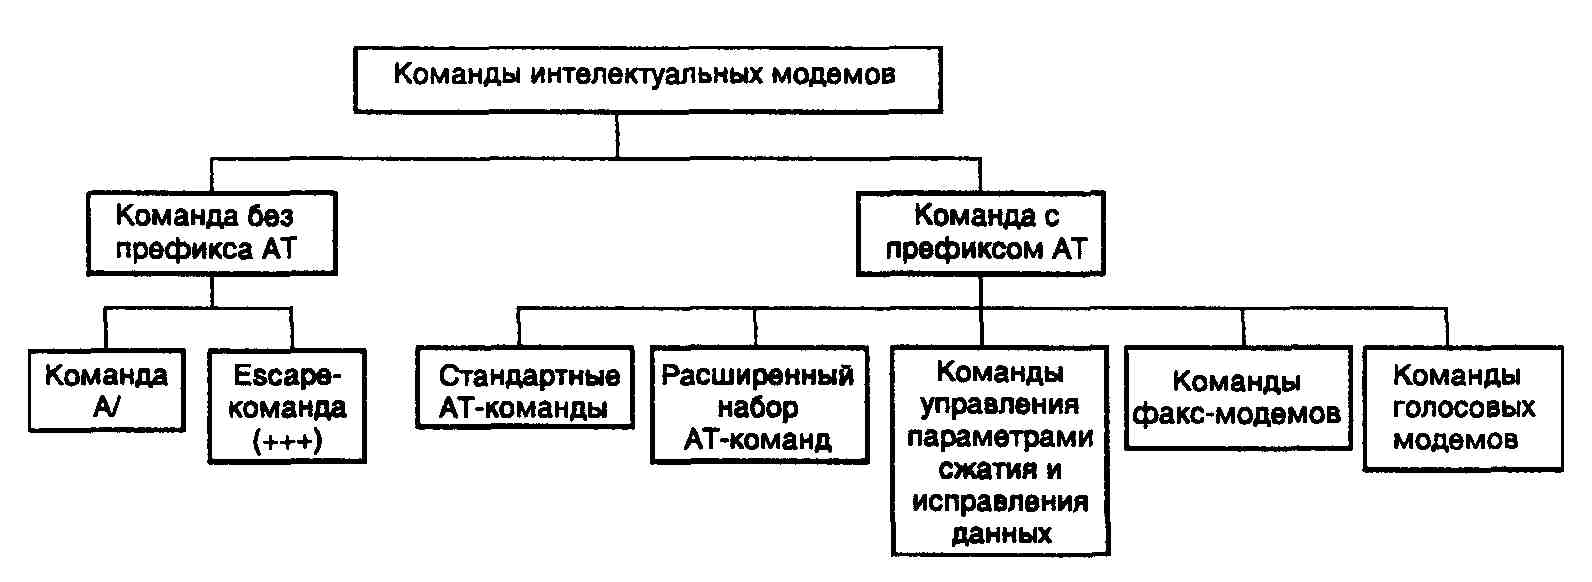 Команды интелектуальных модемов
Команда без
префикса АТ
Команда с
префиксом АТ
Команда
А/
Escape-
команда
(+++)
Стандартные
АТ-команды
Расширенный
набор
АТ-команд
Команды
управления
параметрами
сжатия и
исправления
данных
Команды
факс-модемов
Команды
голосовых
модемов